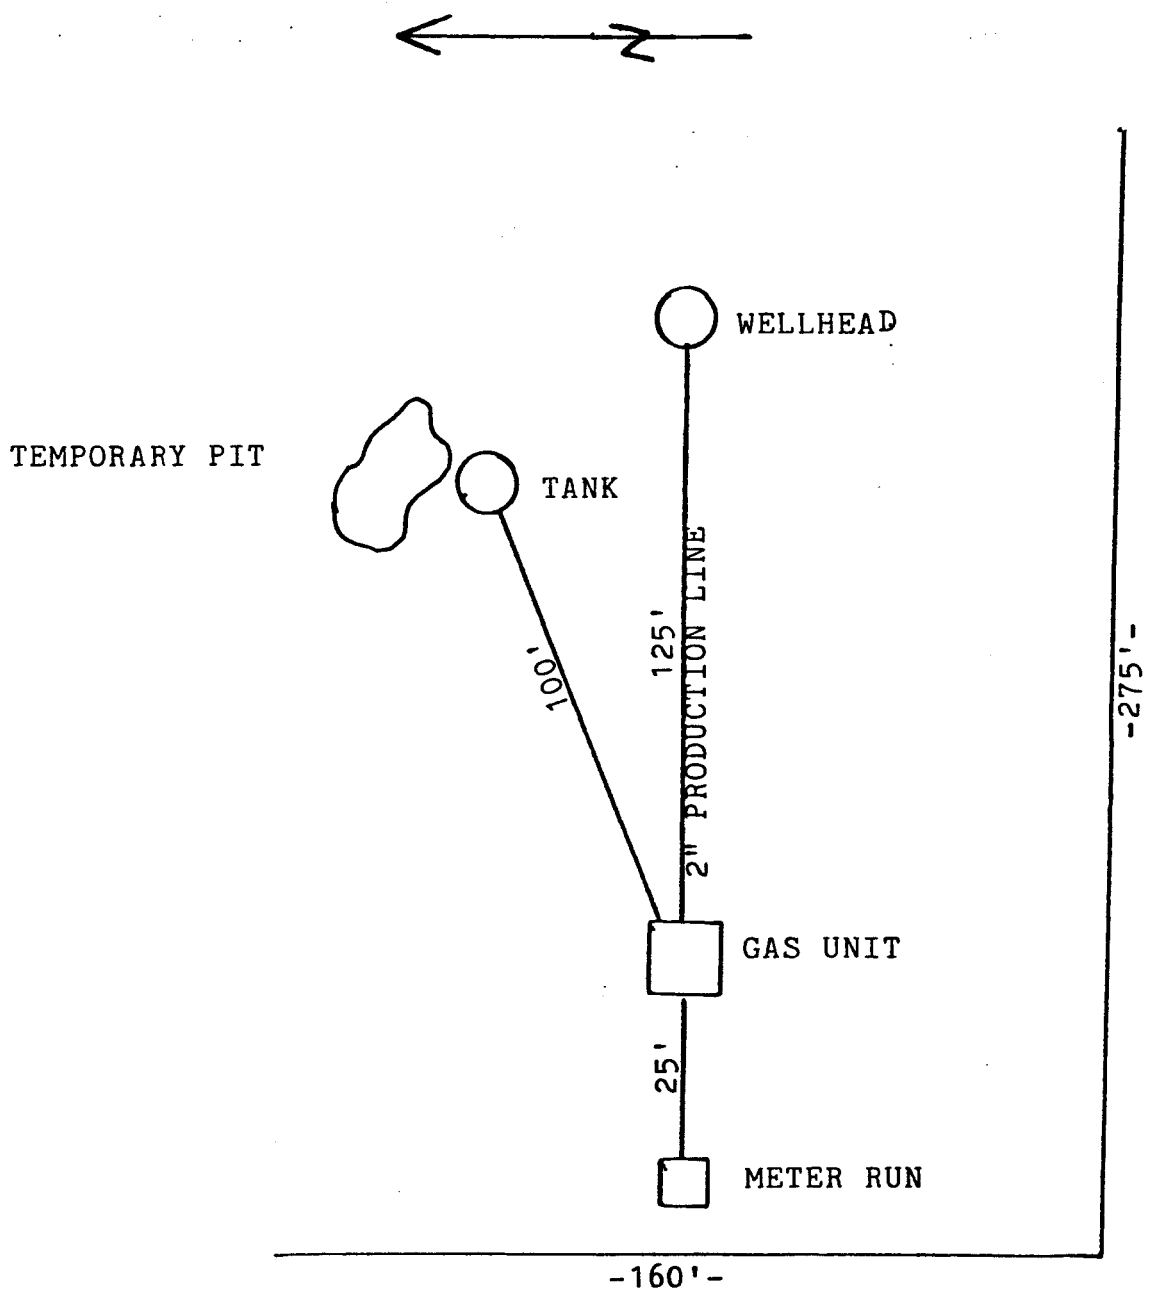 N
WELLHEAD
TEMPORARY PIT
TANK
125'
2" PRODUCTION LINE
100'
-275'-
GAS UNIT
25'
METER RUN
-160'-